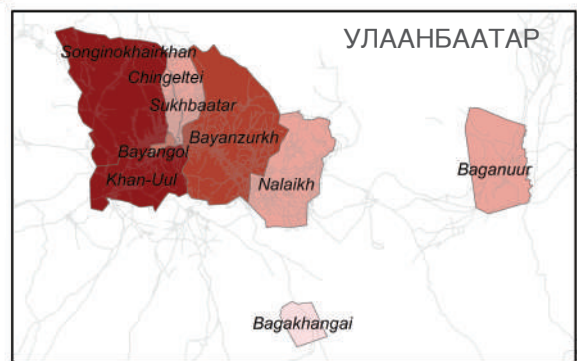 УЛААНБААТАР
Songinokhairkhan
Chingeltei
Sukhbaatar
Bayangol
Bayanzurkh
Khan-Uul
Nalaikh
Baganuur
Bagakhangai